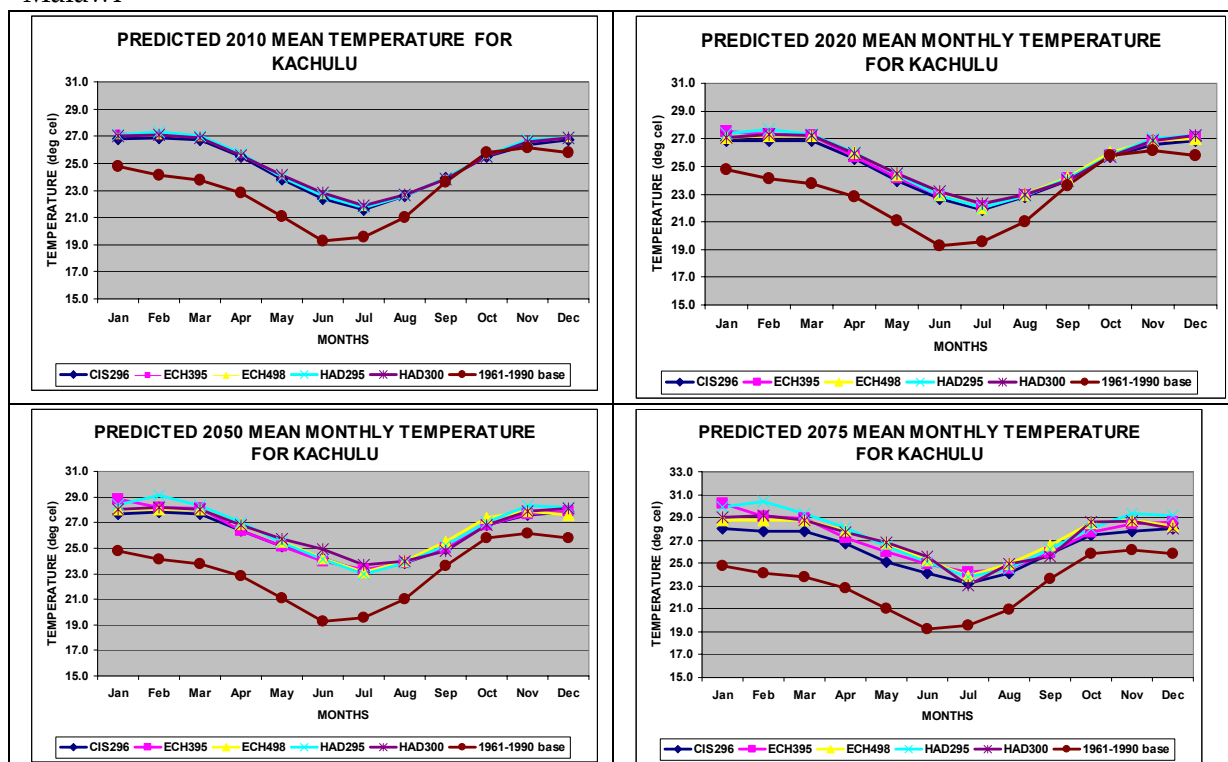 Malawi
PREDICTED 2010 MEAN TEMPERATURE FOR
KACHULU
TEMPERATURE (deg cel)
31.0
29.0
27.0
25.0
23.0
21.0
19.0
17.0
15.0
Jan Feb Mar Apr May Jun Jul Aug Sep Oct Nov Dec
MONTHS
CIS296 ECH395 ECH498 HAD295 HAD300 1961-1990 base
PREDICTED 2020 MEAN MONTHLY TEMPERATURE
FOR KACHULU
TEMPERATURE (deg cel)
31.0
29.0
27.0
25.0
23.0
21.0
19.0
17.0
15.0
Jan Feb Mar Apr May Jun Jul Aug Sep Oct Nov Dec
MONTHS
CIS296 ECH395 ECH498 HAD295 HAD300 1961-1990 base
PREDICTED 2050 MEAN MONTHLY TEMPERATURE
FOR KACHULU
TEMPERATURE (deg cel)
31.0
29.0
27.0
25.0
23.0
21.0
19.0
17.0
15.0
Jan Feb Mar Apr May Jun Jul Aug Sep Oct Nov Dec
MONTHS
CIS296 ECH395 ECH498 HAD295 HAD300 1961-1990 base
PREDICTED 2075 MEAN MONTHLY TEMPERATURE
FOR KACHULU
TEMPERATURE (deg cel)
33.0
31.0
29.0
27.0
25.0
23.0
21.0
19.0
17.0
15.0
Jan Feb Mar Apr May Jun Jul Aug Sep Oct Nov Dec
MONTHS
CIS296 ECH395 ECH498 HAD295 HAD300 1961-1990 base